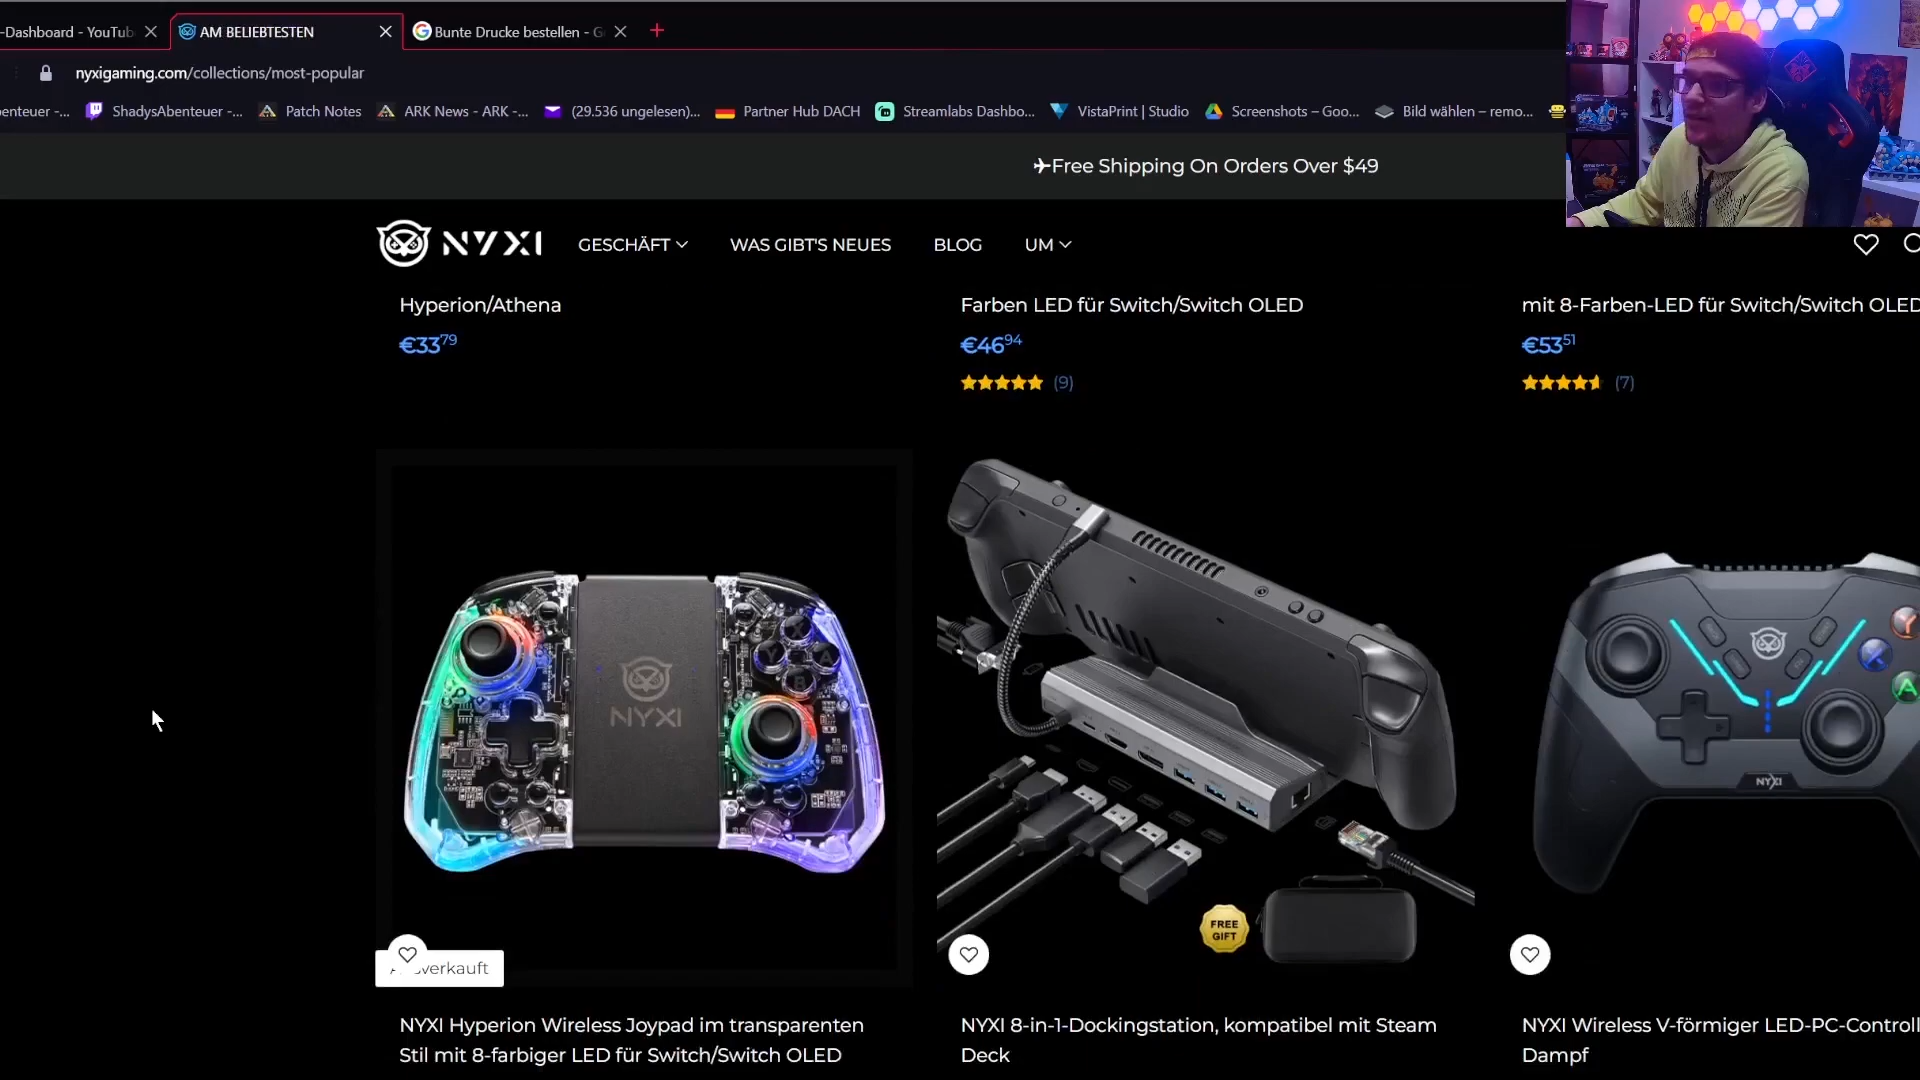 -Dashboard - YouTub
AM BELIEBTESTEN
Bunte Drucke bestellen - G
nyxigaming.com/collections/most-popular
enteuer -...
ShadysAbenteuer -...
Patch Notes
ARK News - ARK -...
(29.536 ungelesen)...
Partner Hub DACH
Streamlabs Dashbo...
VistaPrint | Studio
Screenshots – Goo...
Bild wählen – remo...
✈Free Shipping On Orders Over $49
NYXI
GESCHÄFT
WAS GIBT'S NEUES
BLOG
UM
Hyperion/Athena
€3379
Farben LED für Switch/Switch OLED
€4694
(9)
mit 8-Farben-LED für Switch/Switch OLED
€5351
(7)
X
Y
A
B
NYXI
FREE
GIFT
Y
X
A
NYXI
verkauft
NYXI Hyperion Wireless Joypad im transparenten
Stil mit 8-farbiger LED für Switch/Switch OLED
NYXI 8-in-1-Dockingstation, kompatibel mit Steam
Deck
NYXI Wireless V-förmiger LED-PC-Controll
Dampf